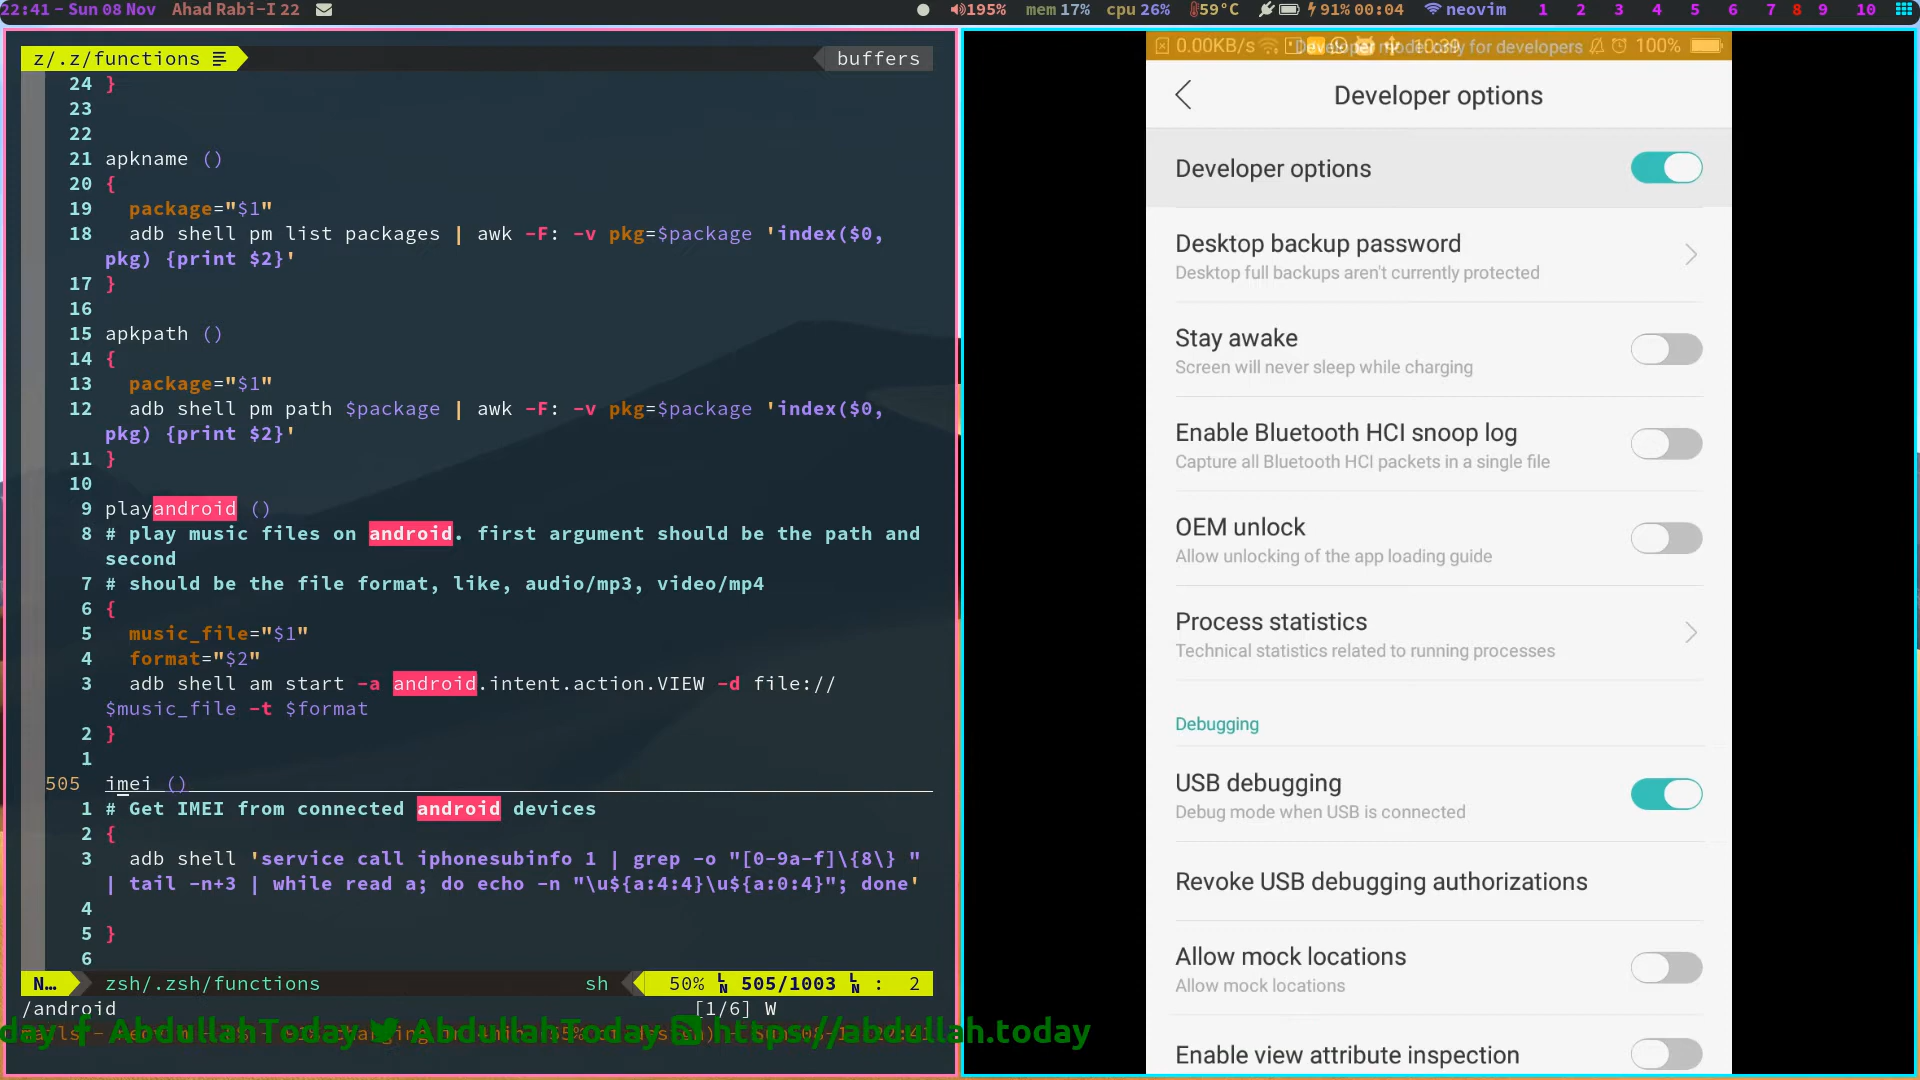 22:41 - Sun 08 Nov Ahad Rabi-I 22
195% mem 17% cpu 26% 59°C 91% 00:04 neovim 1 2 3 4 5 6 7 8 9 10
z/.z/functions
buffers
24 }
23
22
21 apkname ()
20 {
19 package="$1"
18 adb shell pm list packages | awk -F: -v pkg=$package 'index($0,
pkg) {print $2}'
17 }
16
15 apkpath ()
14 {
13 package="$1"
12 adb shell pm path $package | awk -F: -v pkg=$package 'index($0,
pkg) {print $2}'
11 }
10
9 playandroid ()
8 # play music files on android. first argument should be the path and
second
7 # should be the file format, like, audio/mp3, video/mp4
6 {
5 music_file="$1"
4 format="$2"
3 adb shell am start -a android.intent.action.VIEW -d file://
$music_file -t $format
2 }
1
505 imei ()
1 # Get IMEI from connected android devices
2 {
3 adb shell 'service call iphonesubinfo 1 | grep -o "[0-9a-f]\{8\} "
| tail -n+3 | while read a; do echo -n "\u${a:4:4}\u${a:0:4}"; done'
4
5 }
6
N… zsh/.zsh/functions sh 50% 505/1003 : 2
/android [1/6] W
day AbdullahToday AbdullahToday https://abdullah.today
0.00KB/s Developer mode: only for developers 10:39 100%
Developer options
Developer options
Desktop backup password
Desktop full backups aren't currently protected
Stay awake
Screen will never sleep while charging
Enable Bluetooth HCI snoop log
Capture all Bluetooth HCI packets in a single file
OEM unlock
Allow unlocking of the app loading guide
Process statistics
Technical statistics related to running processes
Debugging
USB debugging
Debug mode when USB is connected
Revoke USB debugging authorizations
Allow mock locations
Allow mock locations
Enable view attribute inspection